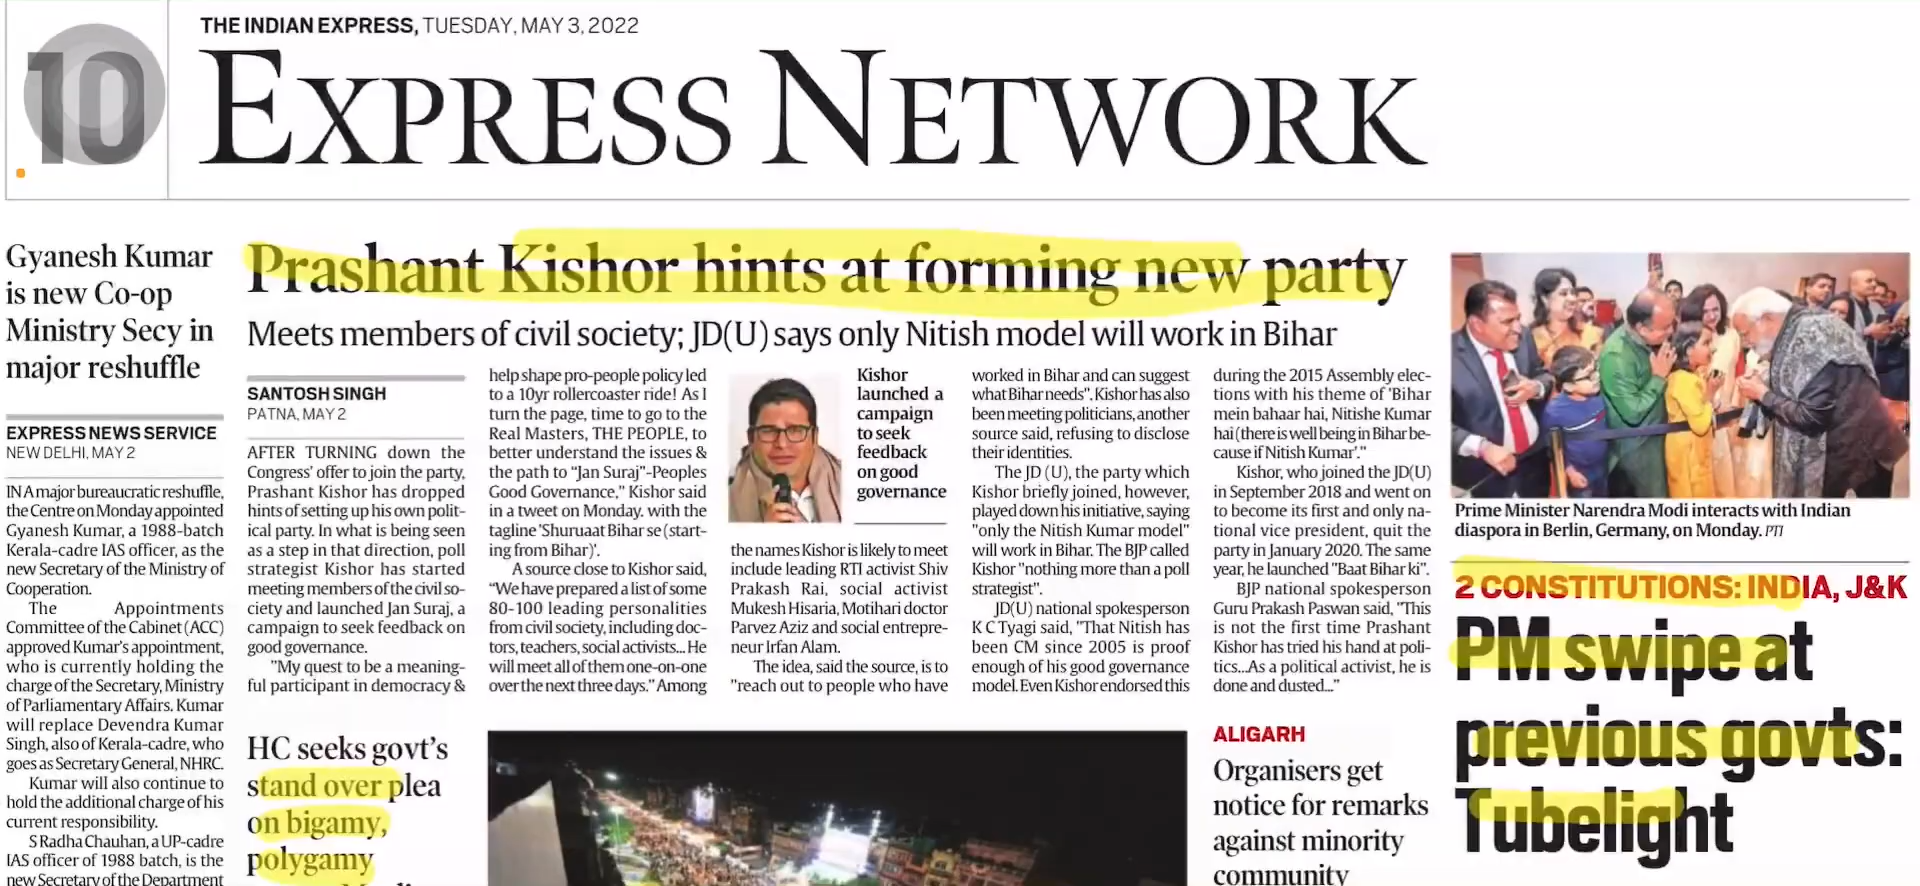 10
THE INDIAN EXPRESS, TUESDAY, MAY 3, 2022
EXPRESS NETWORK
Gyanesh Kumar
is new Co-op
Ministry Secy in
major reshuffle
EXPRESS NEWS SERVICE
NEW DELHI, MAY 2
IN A major bureaucratic reshuffle,
the Centre on Monday appointed
Gyanesh Kumar, a 1988-batch
Kerala-cadre IAS officer, as the
new Secretary of the Ministry of
Cooperation.
The Appointments
Committee of the Cabinet (ACC)
approved Kumar's appointment,
who is currently holding the
charge of the Secretary, Ministry
of Parliamentary Affairs. Kumar
will replace Devendra Kumar
Singh, also of Kerala-cadre, who
goes as Secretary General, NHRC.
Kumar will also continue to
hold the additional charge of his
current responsibility.
S Radha Chauhan, a UP-cadre
IAS officer of 1988 batch, is the
new Secretary of the Department
Prashant Kishor hints at forming new party
Meets members of civil society; JD(U) says only Nitish model will work in Bihar
SANTOSH SINGH
PATNA, MAY 2
AFTER TURNING down the
Congress' offer to join the party,
Prashant Kishor has dropped
hints of setting up his own polit-
ical party. In what is being seen
as a step in that direction, poll
strategist Kishor has started
meeting members of the civil so-
ciety and launched Jan Suraj, a
campaign to seek feedback on
good governance.
"My quest to be a meaning-
ful participant in democracy &
help shape pro-people policy led
to a 10yr rollercoaster ride! As I
turn the page, time to go to the
Real Masters, THE PEOPLE, to
better understand the issues &
the path to "Jan Suraj"-Peoples
Good Governance," Kishor said
in a tweet on Monday. with the
tagline 'Shuruaat Bihar se (start-
ing from Bihar)'.
A source close to Kishor said,
"We have prepared a list of some
80-100 leading personalities
from civil society, including doc-
tors, teachers, social activists... He
will meet all of them one-on-one
over the next three days." Among
Kishor
launched a
campaign
to seek
feedback
on good
governance
the names Kishor is likely to meet
include leading RTI activist Shiv
Prakash Rai, social activist
Mukesh Hisaria, Motihari doctor
Parvez Aziz and social entrepre-
neur Irfan Alam.
The idea, said the source, is to
"reach out to people who have
worked in Bihar and can suggest
what Bihar needs". Kishor has also
been meeting politicians, another
source said, refusing to disclose
their identities.
The JD (U), the party which
Kishor briefly joined, however,
played down his initiative, saying
"only the Nitish Kumar model"
will work in Bihar. The BJP called
Kishor "nothing more than a poll
strategist".
JD(U) national spokesperson
K C Tyagi said, "That Nitish has
been CM since 2005 is proof
enough of his good governance
model. Even Kishor endorsed this
during the 2015 Assembly elec-
tions with his theme of 'Bihar
mein bahaar hai, Nitishe Kumar
hai (there is well being in Bihar be-
cause if Nitish Kumar'."
Kishor, who joined the JD(U)
in September 2018 and went on
to become its first and only na-
tional vice president, quit the
party in January 2020. The same
year, he launched "Baat Bihar ki".
BJP national spokesperson
Guru Prakash Paswan said, "This
is not the first time Prashant
Kishor has tried his hand at poli-
tics...As a political activist, he is
done and dusted..."
Prime Minister Narendra Modi interacts with Indian
diaspora in Berlin, Germany, on Monday. PTI
2 CONSTITUTIONS: INDIA, J&K
PM swipe at
previous govts:
Tubelight
HC seeks govt's
stand over plea
on bigamy,
polygamy
ALIGARH
Organisers get
notice for remarks
against minority
community